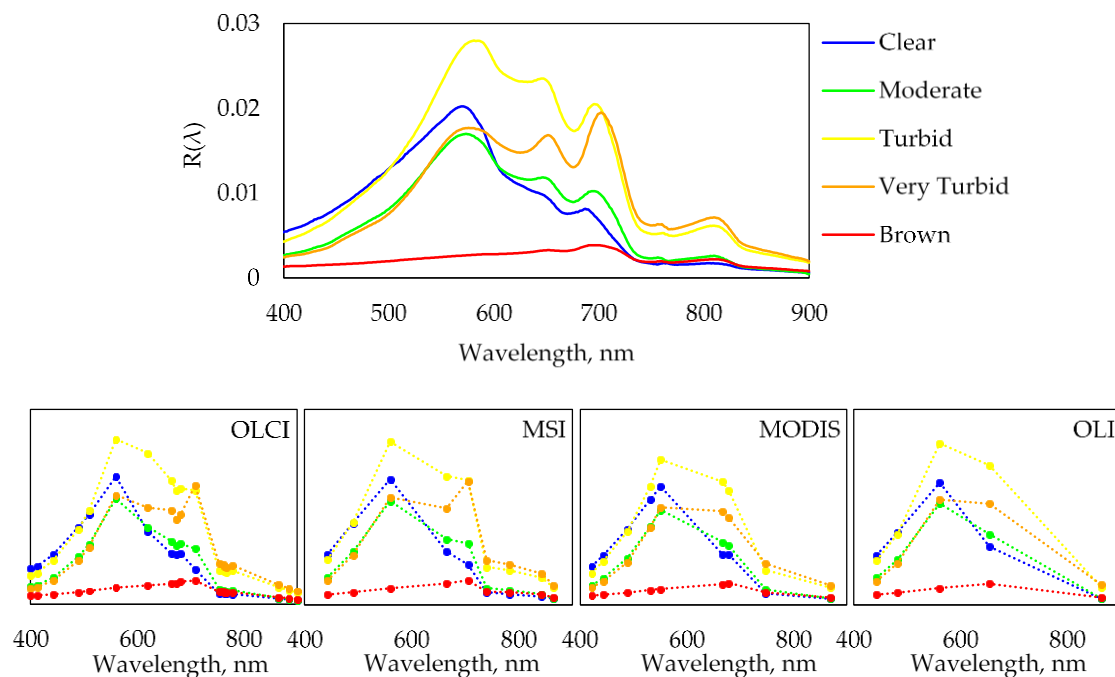 0.03
0.02
0.01
0
R(λ)
400 500 600 700 800 900
Wavelength, nm
Clear
Moderate
Turbid
Very Turbid
Brown
OLCI MSI MODIS OLI
400 600 800 400 600 800 400 600 800 400 600 800
Wavelength, nm Wavelength, nm Wavelength, nm Wavelength, nm